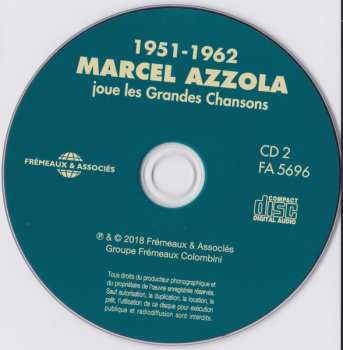 1951-1962
MARCEL AZZOLA
joue les Grandes Chansons
FRÉMEAUX & ASSOCIÉS
CD 2
FA 5696
COMPACT
disc
DIGITAL AUDIO
℗ & © 2018 Frémeaux & Associés
Groupe Frémeaux Colombini
Tous droits du producteur phonographique et
du propriétaire de l'œuvre enregistrée réservés.
Sauf autorisation, la duplication, la location, le
prêt, l'utilisation de ce disque pour exécution
publique et radiodiffusion sont interdits.